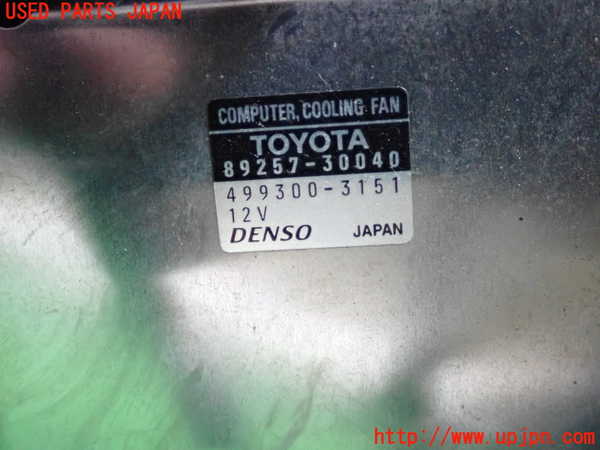 USED PARTS JAPAN
COMPUTER, COOLING FAN
TOYOTA
89257-30040
499300-3151
12V
DENSO JAPAN
http://www.upjpn.com/